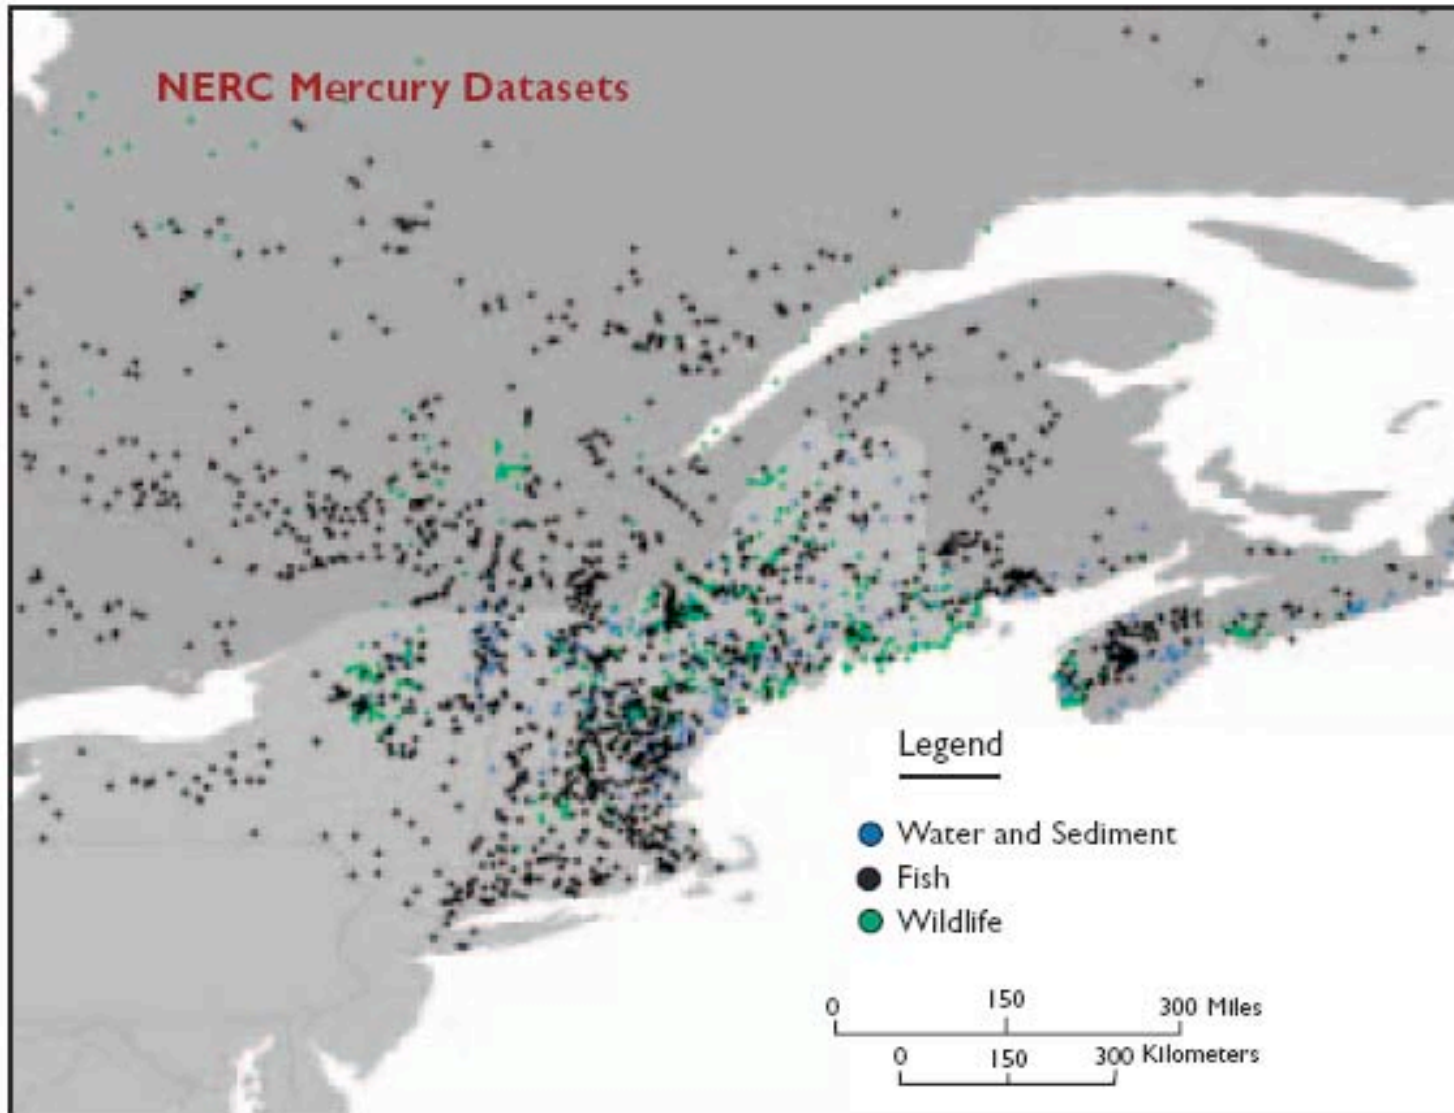 NERC Mercury Datasets
Legend
Water and Sediment
Fish
Wildlife
0 150 300 Miles
0 150 300 Kilometers